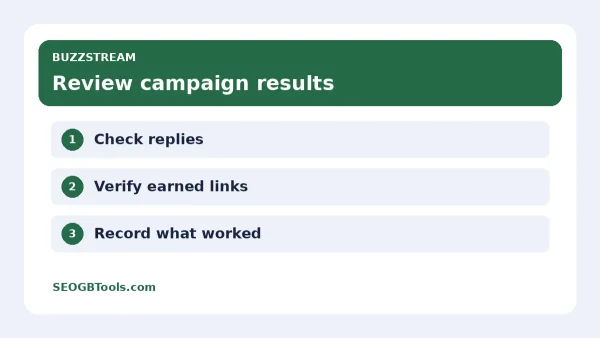 BUZZSTREAM
Review campaign results
1 Check replies
2 Verify earned links
3 Record what worked
SEOGBTools.com